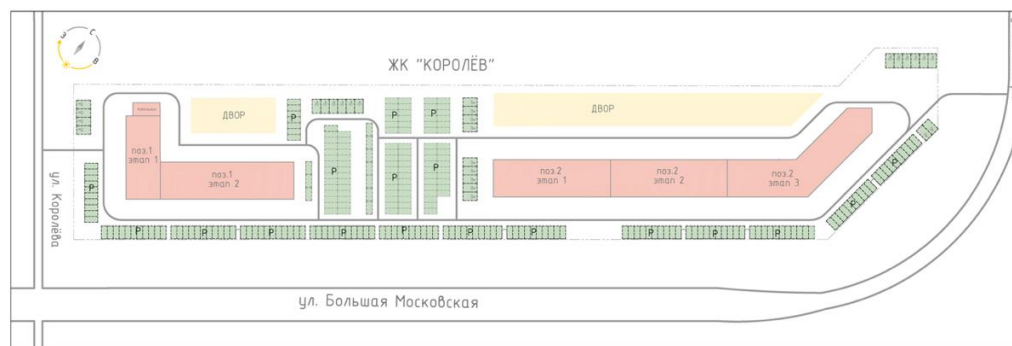 ЖК "КОРОЛЁВ"
З
С
В
ДВОР
ДВОР
Р
Р
Р
поз.1
этап 1
поз.1
этап 2
Р
Р
Р
поз.2
этап 1
поз.2
этап 2
поз.2
этап 3
Р
Р
Р
ул. Королёва
Р
Р
Р
Р
Р
Р
Р
Р
Р
Р
ул. Большая Московская